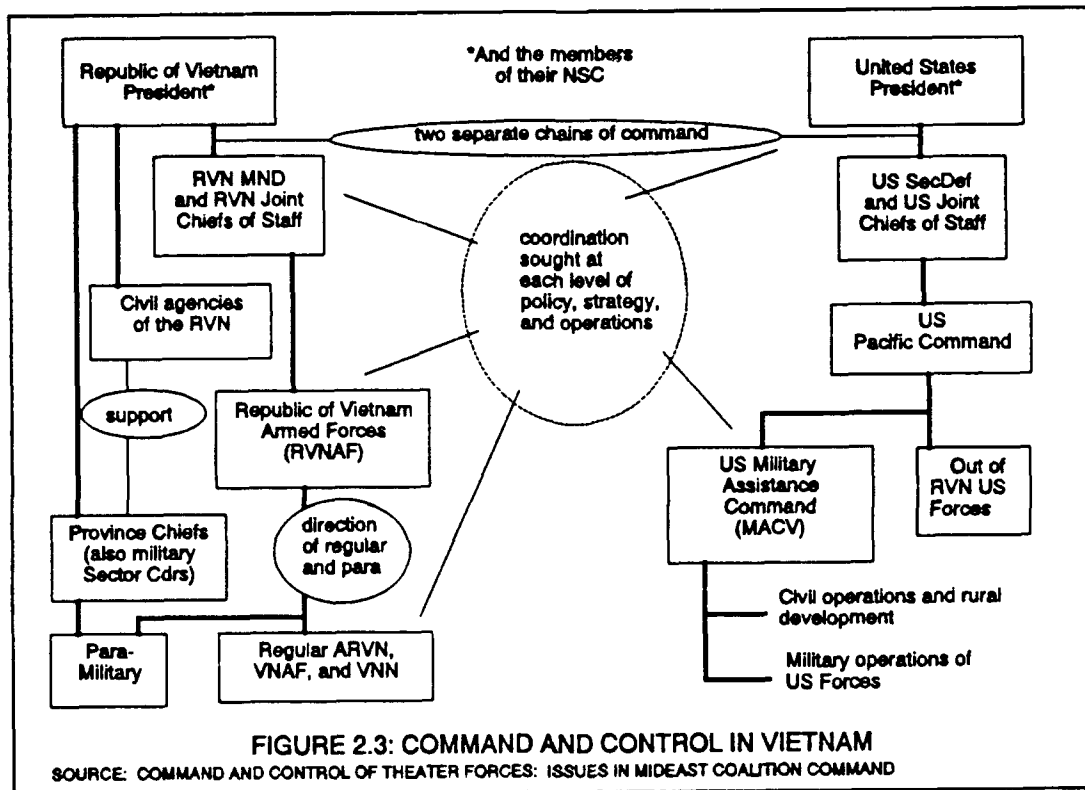 Republic of Vietnam
President*
*And the members
of their NSC
United States
President*
two separate chains of command
RVN MND
and RVN Joint
Chiefs of Staff
US SecDef
and US Joint
Chiefs of Staff
coordination
sought at
each level of
policy, strategy,
and operations
Civil agencies
of the RVN
US
Pacific Command
support
Republic of Vietnam
Armed Forces
(RVNAF)
US Military
Assistance
Command
(MACV)
Out of
RVN US
Forces
Province Chiefs
(also military
Sector Cdrs)
direction
of regular
and para
Civil operations and rural
development
Para-
Military
Regular ARVN,
VNAF, and VNN
Military operations of
US Forces
FIGURE 2.3: COMMAND AND CONTROL IN VIETNAM
SOURCE: COMMAND AND CONTROL OF THEATER FORCES: ISSUES IN MIDEAST COALITION COMMAND